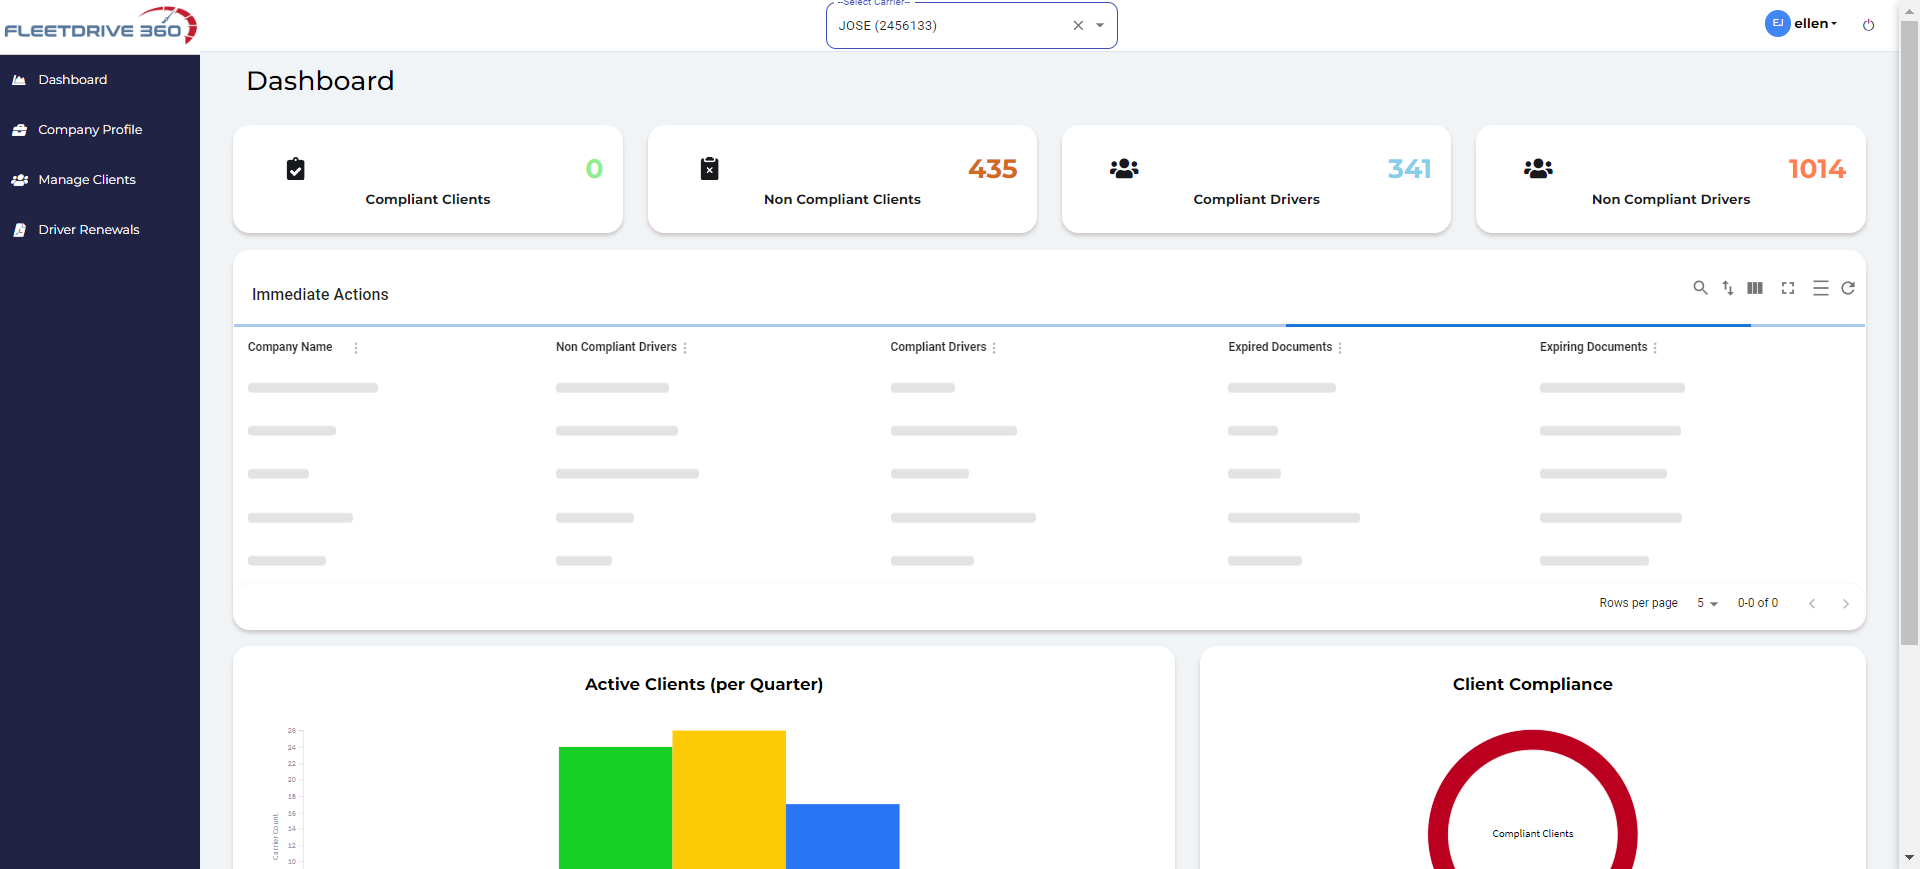 FLEETDRIVE 360
--Select Carrier--
JOSE (2456133)
EJ ellen
Dashboard
Company Profile
Manage Clients
Driver Renewals
Dashboard
0
Compliant Clients
435
Non Compliant Clients
341
Compliant Drivers
1014
Non Compliant Drivers
Immediate Actions
Company Name Non Compliant Drivers Compliant Drivers Expired Documents Expiring Documents
Rows per page 5 0-0 of 0
Active Clients (per Quarter)
26
24
22
20
18
16
14
12
10
Carrier Count
Client Compliance
Compliant Clients